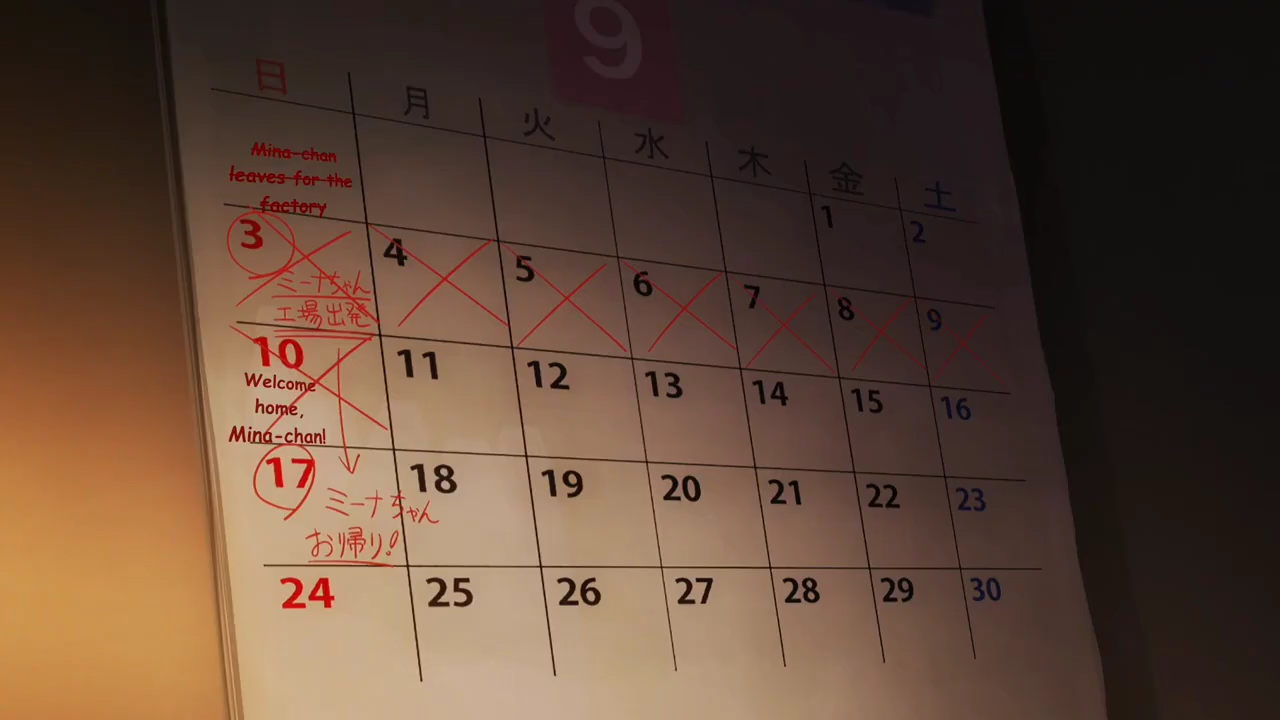 9
日 月 火 水 木 金 土
Mina-chan
leaves for the
factory
1 2
3 4 5 6 7 8 9
ミーナちゃん
工場出発
10 11 12 13 14 15 16
Welcome
home,
Mina-chan!
17 18 19 20 21 22 23
ミーナちゃん
お帰り!
24 25 26 27 28 29 30